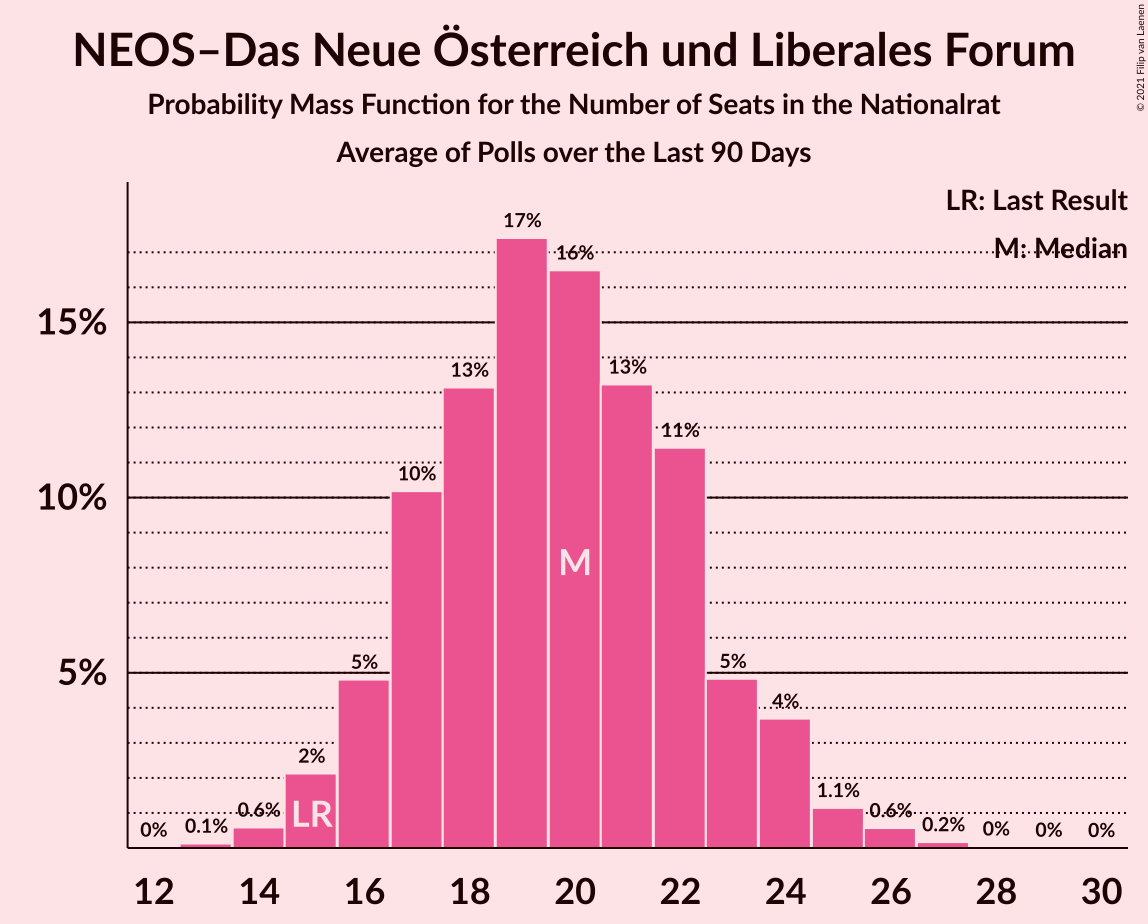 NEOS–Das Neue Österreich und Liberales Forum
Probability Mass Function for the Number of Seats in the Nationalrat
Average of Polls over the Last 90 Days
© 2021 Filip van Laenen
LR: Last Result
M: Median
15%
10%
5%
0%
0.1%
0.6%
2%
5%
10%
13%
17%
16%
13%
11%
5%
4%
1.1%
0.6%
0.2%
0%
0%
0%
LR
M
12 14 16 18 20 22 24 26 28 30